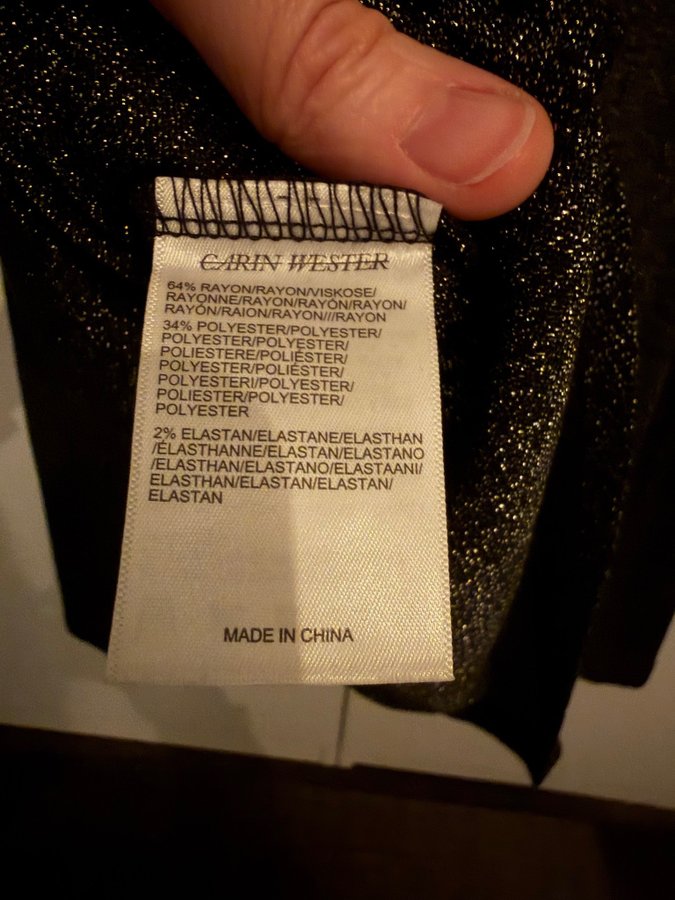 CARIN WESTER
64% RAYON/RAYON/VISKOSE/
RAYONNE/RAYON/RAYÓN/RAYON/
RAYÓN/RAION/RAYON///RAYON
34% POLYESTER/POLYESTER/
POLYESTER/POLYESTER/
POLIESTERE/POLIÉSTER/
POLYESTER/POLIÉSTER/
POLYESTERI/POLYESTER/
POLIESTER/POLYESTER/
POLYESTER
2% ELASTAN/ELASTANE/ELASTHAN
/ÉLASTHANNE/ELASTAN/ELASTANO
/ELASTHAN/ELASTANO/ELASTAANI/
ELASTHAN/ELASTAN/ELASTAN/
ELASTAN
MADE IN CHINA